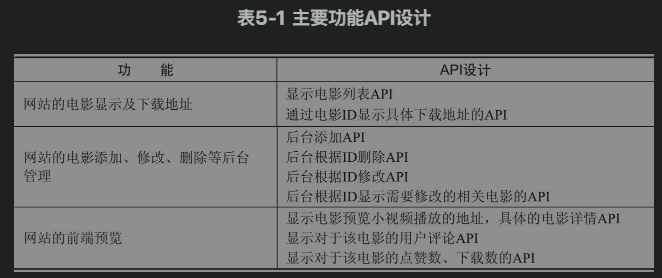 表5-1 主要功能API设计
功 能 API设计
网站的电影显示及下载地址
显示电影列表API
通过电影ID显示具体下载地址的API
网站的电影添加、修改、删除等后台
管理
后台添加API
后台根据ID删除API
后台根据ID修改API
后台根据ID显示需要修改的相关电影的API
网站的前端预览
显示电影预览小视频播放的地址，具体的电影详情API
显示对于该电影的用户评论API
显示对于该电影的点赞数、下载数的API